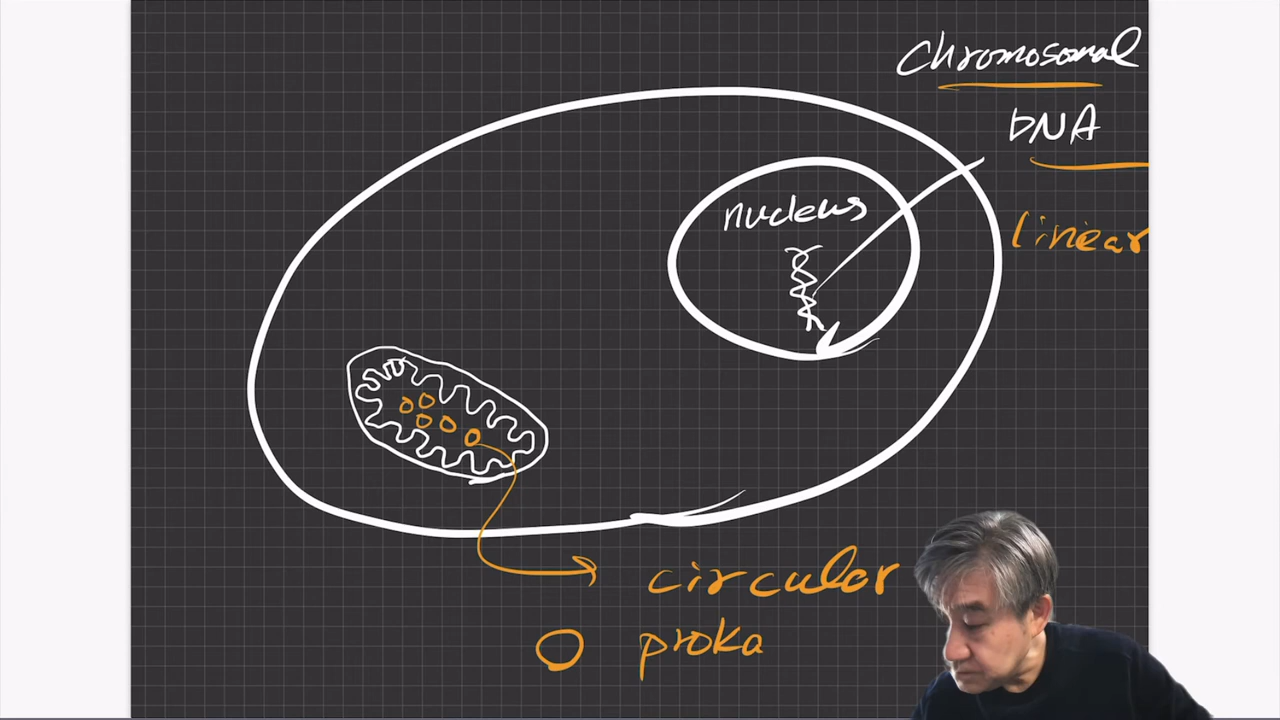 chromosomal
DNA
nucleus
linear
circular
proka